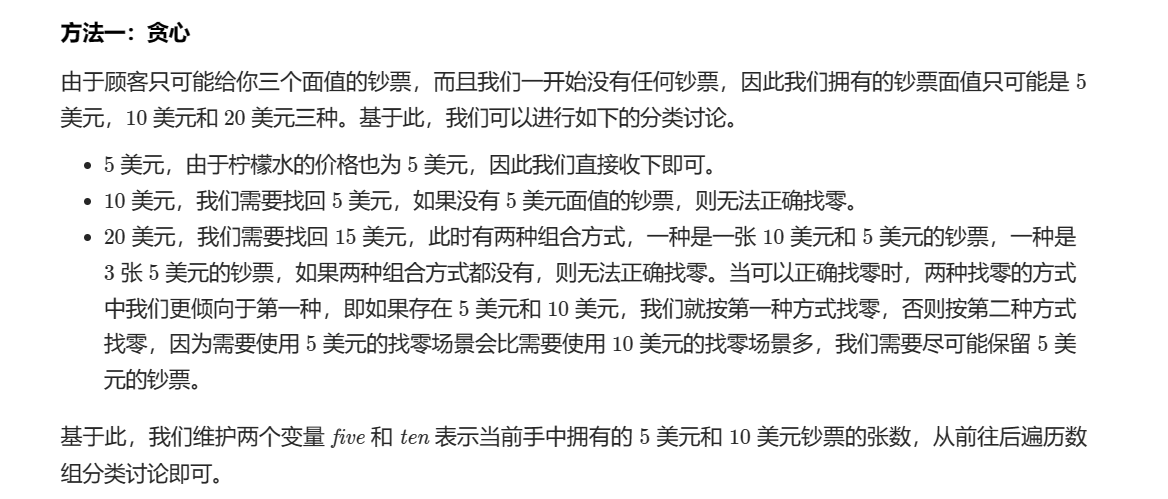 方法一：贪心
由于顾客只可能给你三个面值的钞票，而且我们一开始没有任何钞票，因此我们拥有的钞票面值只可能是 5
美元，10 美元和 20 美元三种。基于此，我们可以进行如下的分类讨论。
• 5 美元，由于柠檬水的价格也为 5 美元，因此我们直接收下即可。
• 10 美元，我们需要找回 5 美元，如果没有 5 美元面值的钞票，则无法正确找零。
• 20 美元，我们需要找回 15 美元，此时有两种组合方式，一种是一张 10 美元和 5 美元的钞票，一种是
3 张 5 美元的钞票，如果两种组合方式都没有，则无法正确找零。当可以正确找零时，两种找零的方式
中我们更倾向于第一种，即如果存在 5 美元和 10 美元，我们就按第一种方式找零，否则按第二种方式
找零，因为需要使用 5 美元的找零场景会比需要使用 10 美元的找零场景多，我们需要尽可能保留 5 美
元的钞票。
基于此，我们维护两个变量 five 和 ten 表示当前手中拥有的 5 美元和 10 美元钞票的张数，从前往后遍历数
组分类讨论即可。